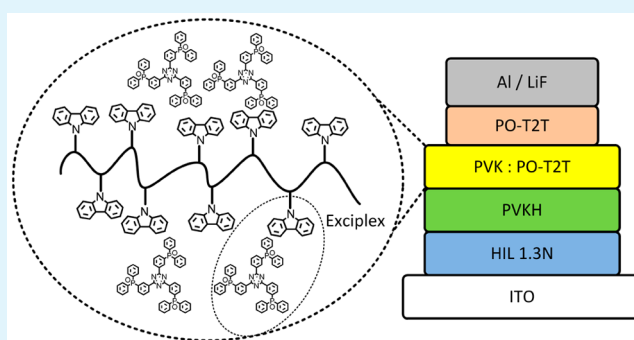 Exciplex
Al / LiF
PO-T2T
PVK : PO-T2T
PVKH
HIL 1.3N
ITO